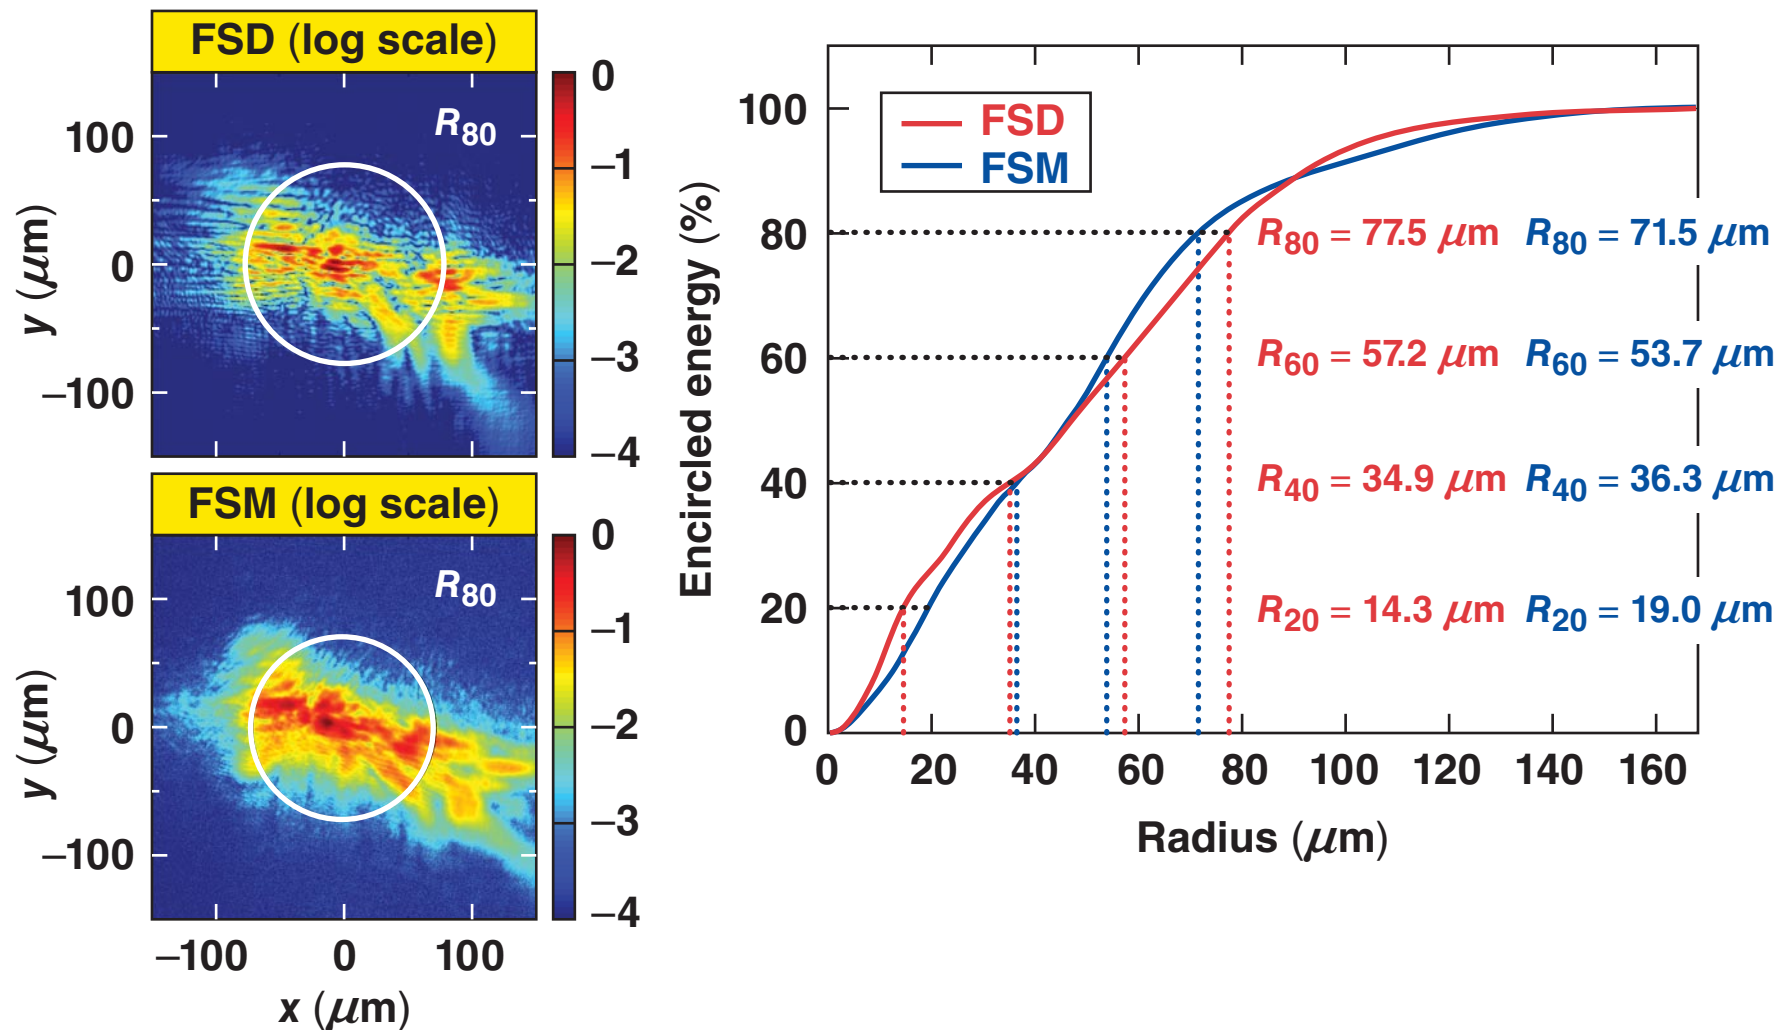 FSD (log scale)
R80
100
0
–100
y (μm)
0
–1
–2
–3
–4
FSM (log scale)
R80
100
0
–100
y (μm)
0
–1
–2
–3
–4
–100 0 100
x (μm)
FSD
FSM
Encircled energy (%)
100
80
60
40
20
0
R80 = 77.5 μm R80 = 71.5 μm
R60 = 57.2 μm R60 = 53.7 μm
R40 = 34.9 μm R40 = 36.3 μm
R20 = 14.3 μm R20 = 19.0 μm
0 20 40 60 80 100 120 140 160
Radius (μm)